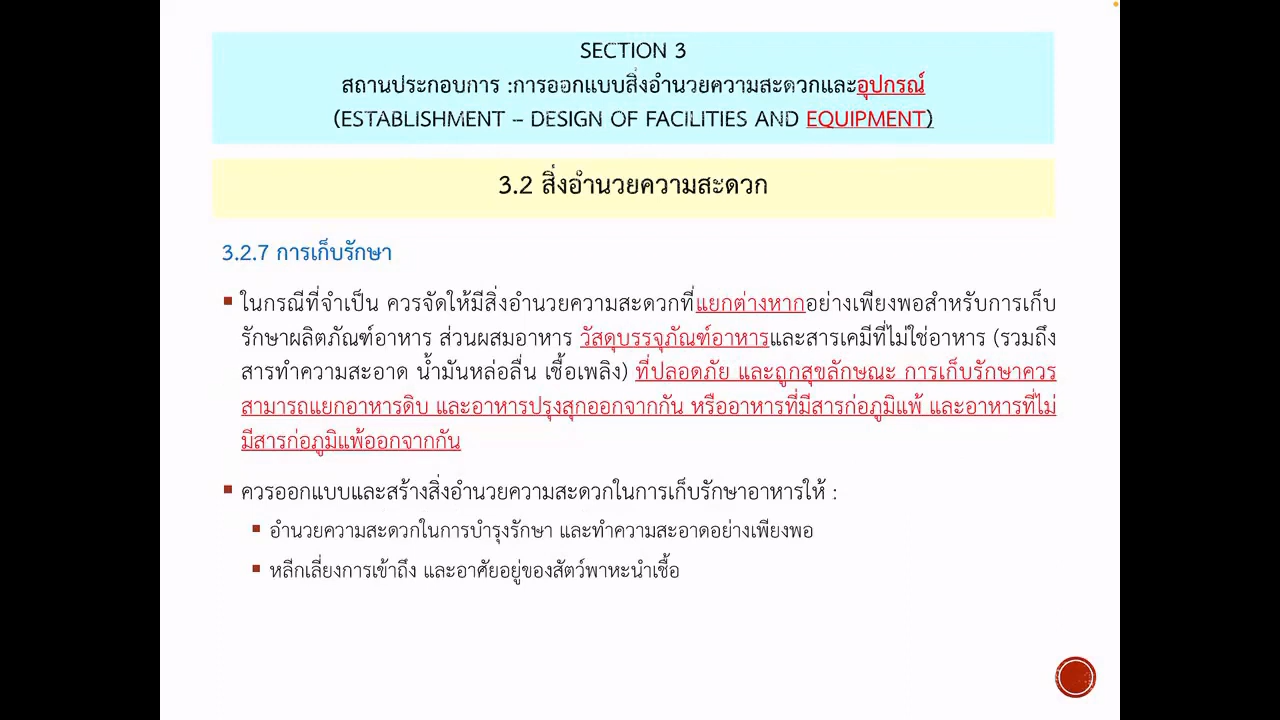 SECTION 3
สถานประกอบการ :การออกแบบสิ่งอำนวยความสะดวกและอุปกรณ์
(ESTABLISHMENT – DESIGN OF FACILITIES AND EQUIPMENT)
3.2 สิ่งอำนวยความสะดวก
3.2.7 การเก็บรักษา
▪ ในกรณีที่จำเป็น ควรจัดให้มีสิ่งอำนวยความสะดวกที่แยกต่างหากอย่างเพียงพอสำหรับการเก็บ
รักษาผลิตภัณฑ์อาหาร ส่วนผสมอาหาร วัสดุบรรจุภัณฑ์อาหารและสารเคมีที่ไม่ใช่อาหาร (รวมถึง
สารทำความสะอาด น้ำมันหล่อลื่น เชื้อเพลิง) ที่ปลอดภัย และถูกสุขลักษณะ การเก็บรักษาควร
สามารถแยกอาหารดิบ และอาหารปรุงสุกออกจากกัน หรืออาหารที่มีสารก่อภูมิแพ้ และอาหารที่ไม่
มีสารก่อภูมิแพ้ออกจากกัน
▪ ควรออกแบบและสร้างสิ่งอำนวยความสะดวกในการเก็บรักษาอาหารให้ :
▪ อำนวยความสะดวกในการบำรุงรักษา และทำความสะอาดอย่างเพียงพอ
▪ หลีกเลี่ยงการเข้าถึง และอาศัยอยู่ของสัตว์พาหะนำเชื้อ